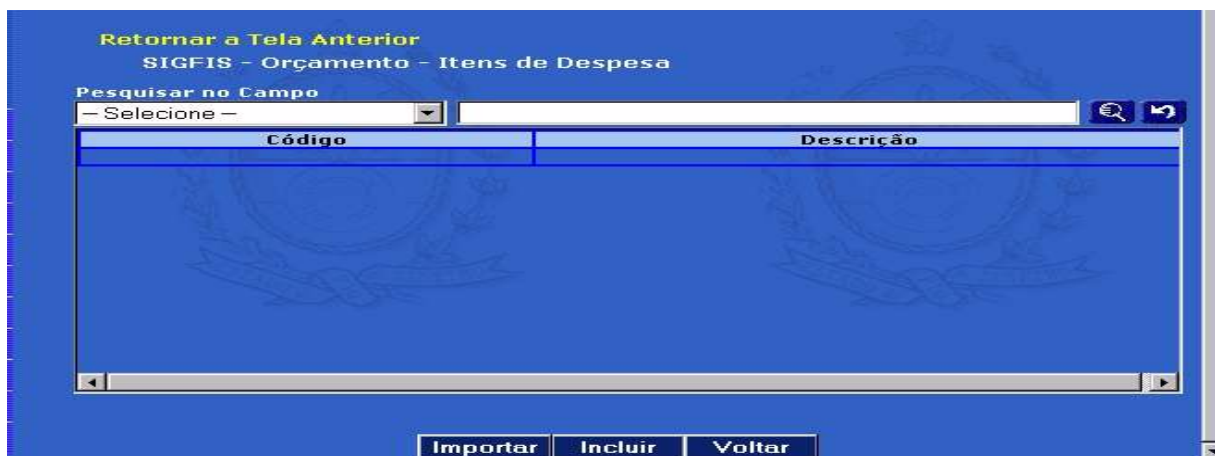 Retornar a Tela Anterior
SIGFIS - Orçamento - Itens de Despesa
Pesquisar no Campo
— Selecione —
Código Descrição
Importar Incluir Voltar